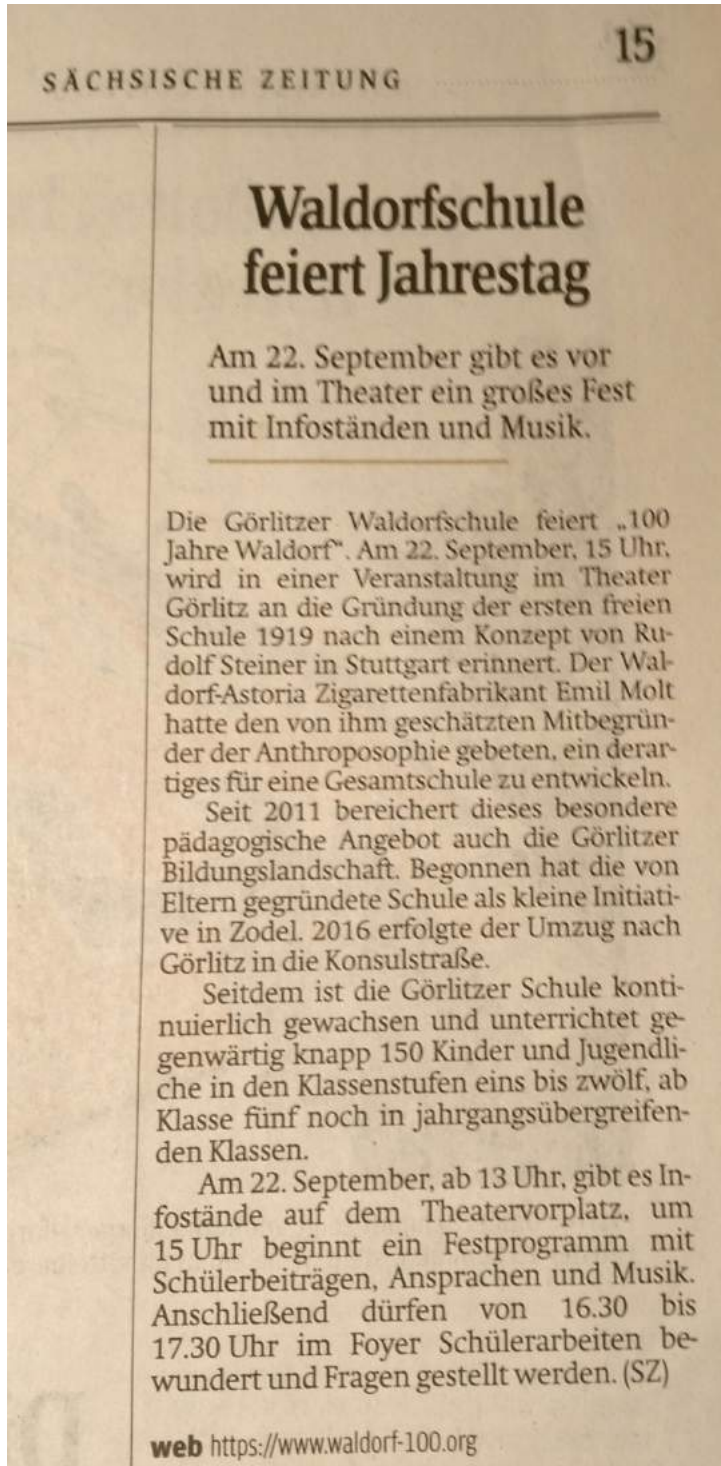 15
SÄCHSISCHE ZEITUNG
Waldorfschule
feiert Jahrestag
Am 22. September gibt es vor
und im Theater ein großes Fest
mit Infoständen und Musik.
Die Görlitzer Waldorfschule feiert „100
Jahre Waldorf“. Am 22. September, 15 Uhr,
wird in einer Veranstaltung im Theater
Görlitz an die Gründung der ersten freien
Schule 1919 nach einem Konzept von Ru-
dolf Steiner in Stuttgart erinnert. Der Wal-
dorf-Astoria Zigarettenfabrikant Emil Molt
hatte den von ihm geschätzten Mitbegrün-
der der Anthroposophie gebeten, ein derar-
tiges für eine Gesamtschule zu entwickeln.
Seit 2011 bereichert dieses besondere
pädagogische Angebot auch die Görlitzer
Bildungslandschaft. Begonnen hat die von
Eltern gegründete Schule als kleine Initiati-
ve in Zodel. 2016 erfolgte der Umzug nach
Görlitz in die Konsulstraße.
Seitdem ist die Görlitzer Schule konti-
nuierlich gewachsen und unterrichtet ge-
genwärtig knapp 150 Kinder und Jugendli-
che in den Klassenstufen eins bis zwölf, ab
Klasse fünf noch in jahrgangsübergreifen-
den Klassen.
Am 22. September, ab 13 Uhr, gibt es In-
fostände auf dem Theatervorplatz, um
15 Uhr beginnt ein Festprogramm mit
Schülerbeiträgen, Ansprachen und Musik.
Anschließend dürfen von 16.30 bis
17.30 Uhr im Foyer Schülerarbeiten be-
wundert und Fragen gestellt werden. (SZ)
web https://www.waldorf-100.org